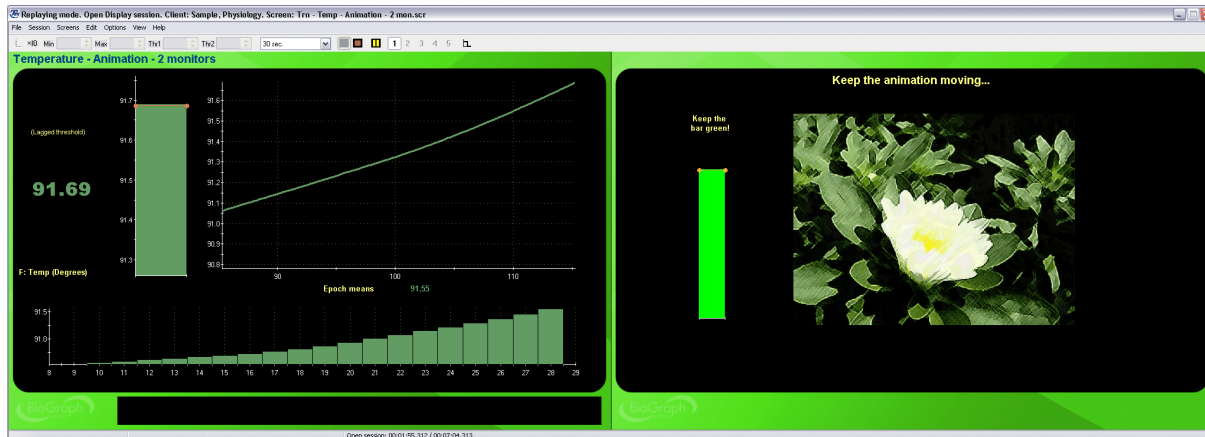 Replaying mode. Open Display session. Client: Sample, Physiology. Screen: Trn - Temp - Animation - 2 mon.scr
File Session Screens Edit Options View Help
×10 Min Max Thr1 Thr2 30 sec. 1 2 3 4 5
Temperature - Animation - 2 monitors
(Lagged threshold)
91.69
F: Temp (Degrees)
91.7
91.6
91.5
91.4
91.3
91.6
91.5
91.4
91.3
91.2
91.1
91.0
90.9
90.8
90 100 110
Epoch means 91.55
91.5
91.0
8 9 10 11 12 13 14 15 16 17 18 19 20 21 22 23 24 25 26 27 28 29
BioGraph
Keep the animation moving...
Keep the
bar green!
BioGraph
Open session: 00:01:55.312 / 00:07:04.313